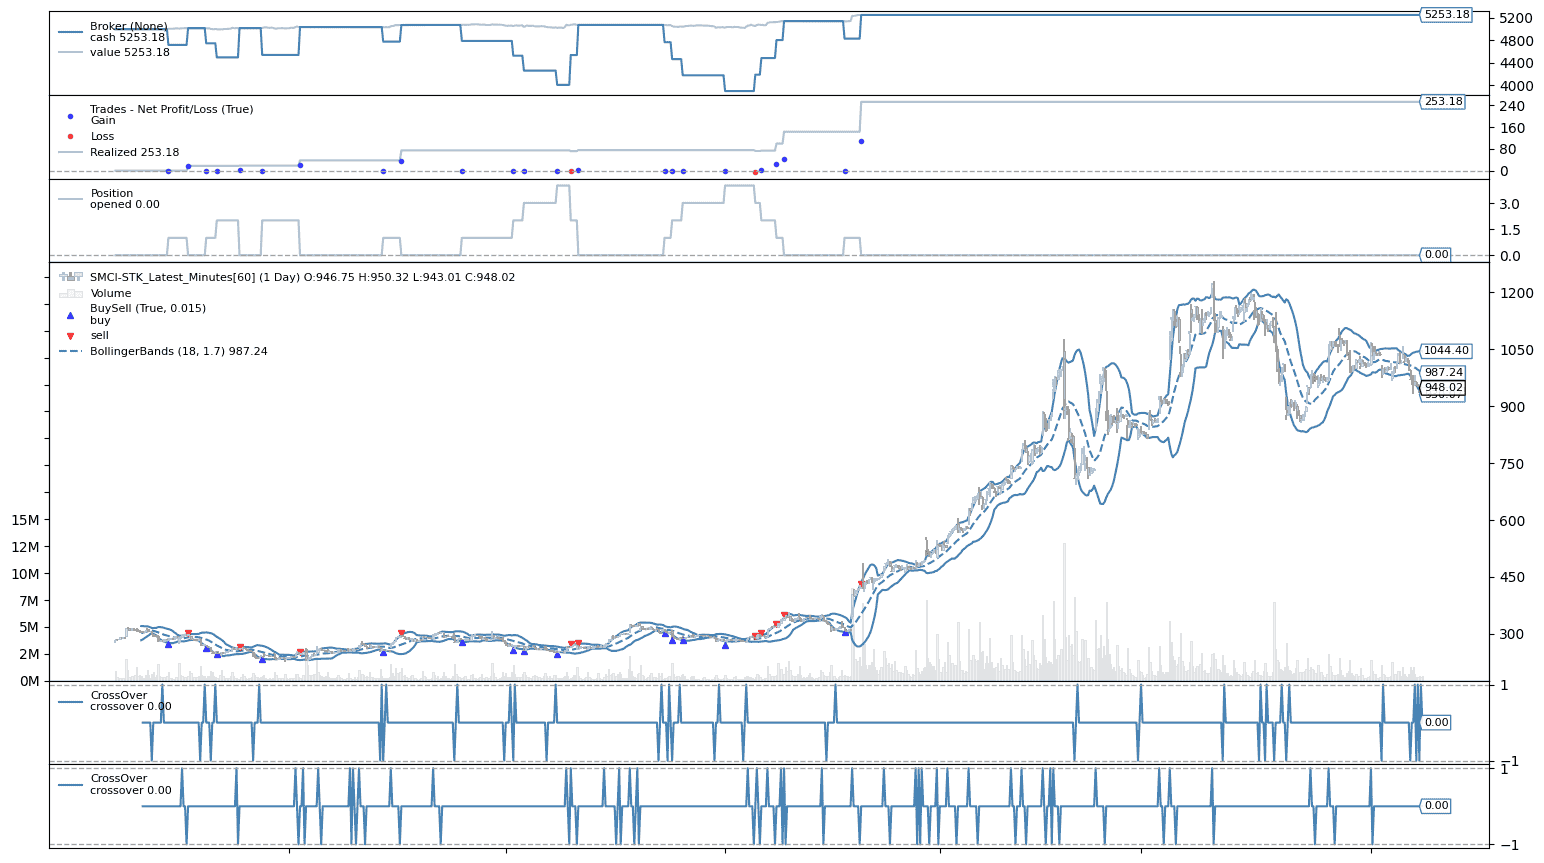 Broker (None)
cash 5253.18
value 5253.18
5253.18
5200
4800
4400
4000
Trades - Net Profit/Loss (True)
Gain
Loss
Realized 253.18
253.18
240
160
80
0
Position
opened 0.00
3.0
1.5
0.00
0.0
SMCI-STK_Latest_Minutes[60] (1 Day) O:946.75 H:950.32 L:943.01 C:948.02
Volume
BuySell (True, 0.015)
buy
sell
BollingerBands (18, 1.7) 987.24
1200
1050
1044.40
987.24
948.02
900
750
600
450
300
15M
12M
10M
7M
5M
2M
0M
CrossOver
crossover 0.00
1
0.00
−1
CrossOver
crossover 0.00
1
0.00
−1